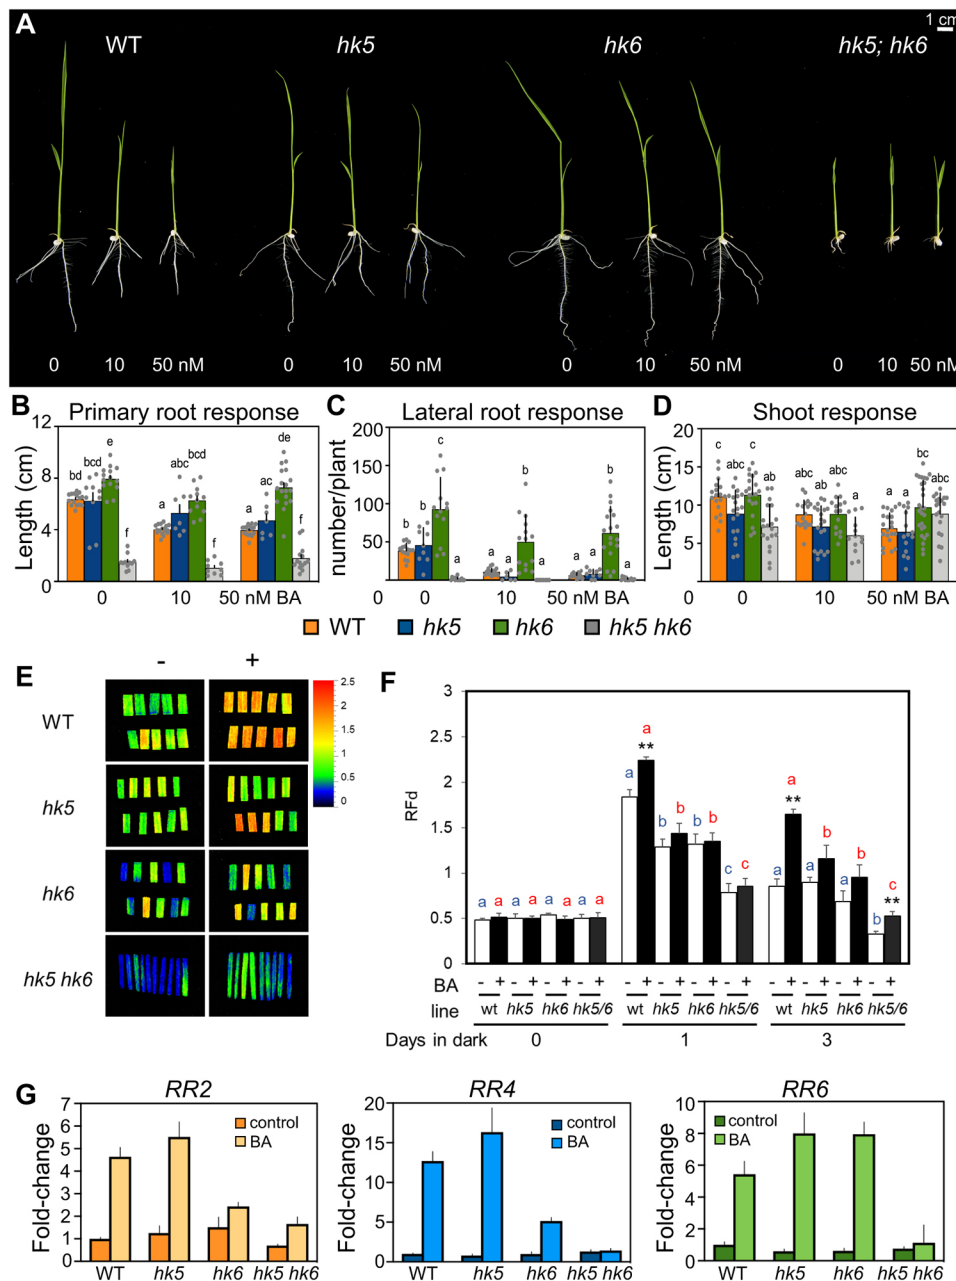 A
1 cm
WT hk5 hk6 hk5; hk6
0 10 50 nM 0 10 50 nM 0 10 50 nM 0 10 50 nM
B Primary root response
Length (cm)
12
8
4
0
bd bcd e f a abc bcd f a ac de f
0 10 50 nM BA
C Lateral root response
number/plant
200
150
100
50
0
b b c a a a b a a a b a
0 10 50 nM BA
D Shoot response
Length (cm)
20
15
10
5
0
c abc c ab abc ab abc a a a bc abc
0 10 50 nM BA
WT hk5 hk6 hk5 hk6
E
- +
WT
hk5
hk6
hk5 hk6
2.5
2
1.5
1
0.5
0
F
RFd
3
2.5
2
1.5
1
0.5
0
a a a a a a a a
a a ** b b b b c c
a a ** a b a b b c **
BA - + - + - + - + - + - + - + - + - + - + - + - +
line wt hk5 hk6 hk5/6 wt hk5 hk6 hk5/6 wt hk5 hk6 hk5/6
Days in dark 0 1 3
G
RR2
Fold-change
7
6
5
4
3
2
1
0
control
BA
WT hk5 hk6 hk5 hk6
RR4
Fold-change
20
15
10
5
0
control
BA
WT hk5 hk6 hk5 hk6
RR6
Fold-change
10
8
6
4
2
0
control
BA
WT hk5 hk6 hk5 hk6